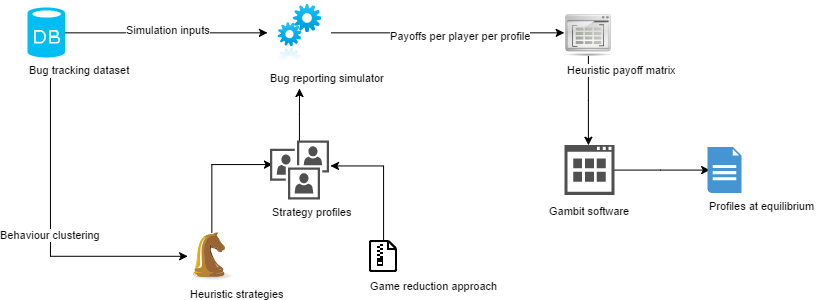 DB
Simulation inputs
Payoffs per player per profile
Bug tracking dataset
Bug reporting simulator
Heuristic payoff matrix
Strategy profiles
Gambit software
Profiles at equilibrium
Behaviour clustering
Heuristic strategies
Game reduction approach